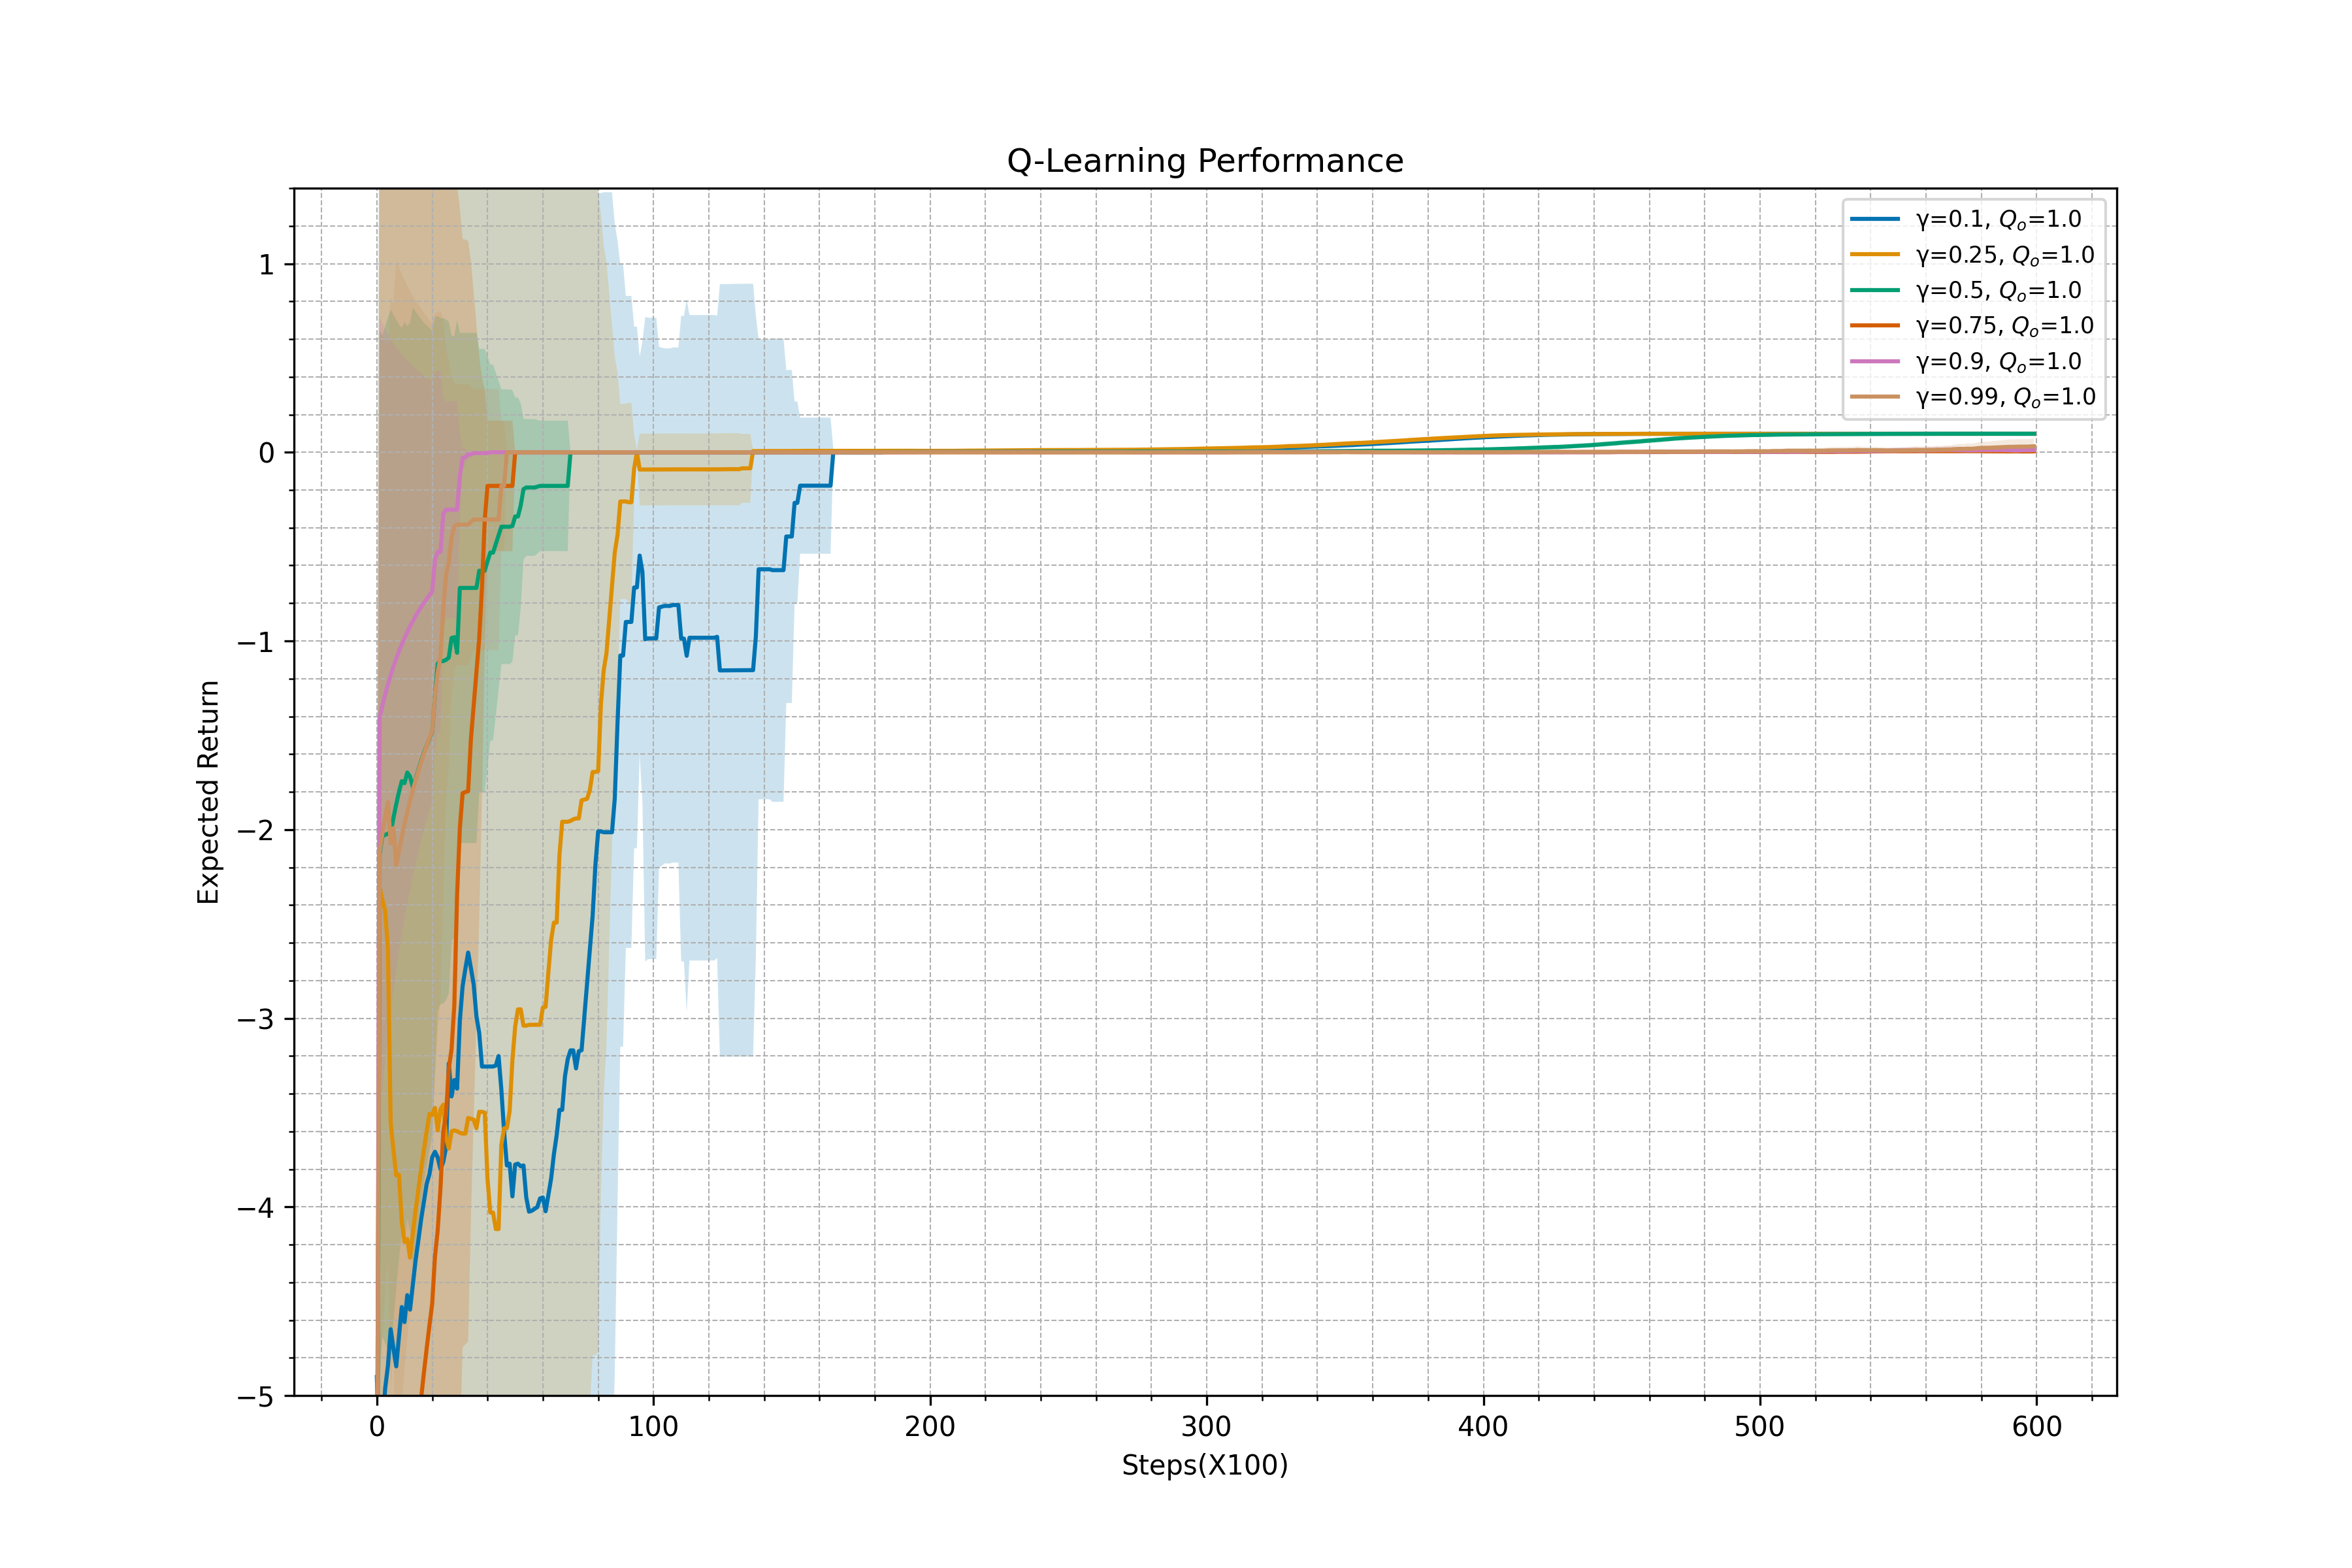 Q-Learning Performance
γ=0.1, Qₒ=1.0
γ=0.25, Qₒ=1.0
γ=0.5, Qₒ=1.0
γ=0.75, Qₒ=1.0
γ=0.9, Qₒ=1.0
γ=0.99, Qₒ=1.0
1
0
−1
−2
−3
−4
−5
Expected Return
0 100 200 300 400 500 600
Steps(X100)